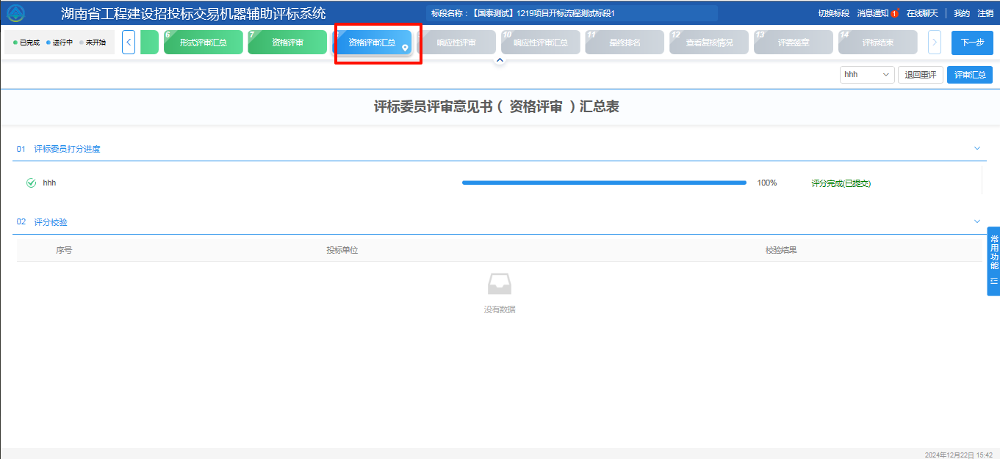 湖南省工程建设招投标交易机器辅助评标系统
标段名称：【国泰测试】1219项目开标流程测试标段1
切换标段 消息通知 1 在线聊天 我的 注销
已完成 进行中 未开始
6 形式评审汇总
7 资格评审
资格评审汇总
响应性评审
10 响应性评审汇总
11 最终排名
12 查看复核情况
13 评委签章
14 评标结束
下一步
hhh 退回重评 评审汇总
评标委员评审意见书（ 资格评审 ）汇总表
01 评标委员打分进度
hhh 100% 评分完成(已提交)
02 评分校验
序号 投标单位 校验结果
没有数据
常用功能
2024年12月22日 15:42